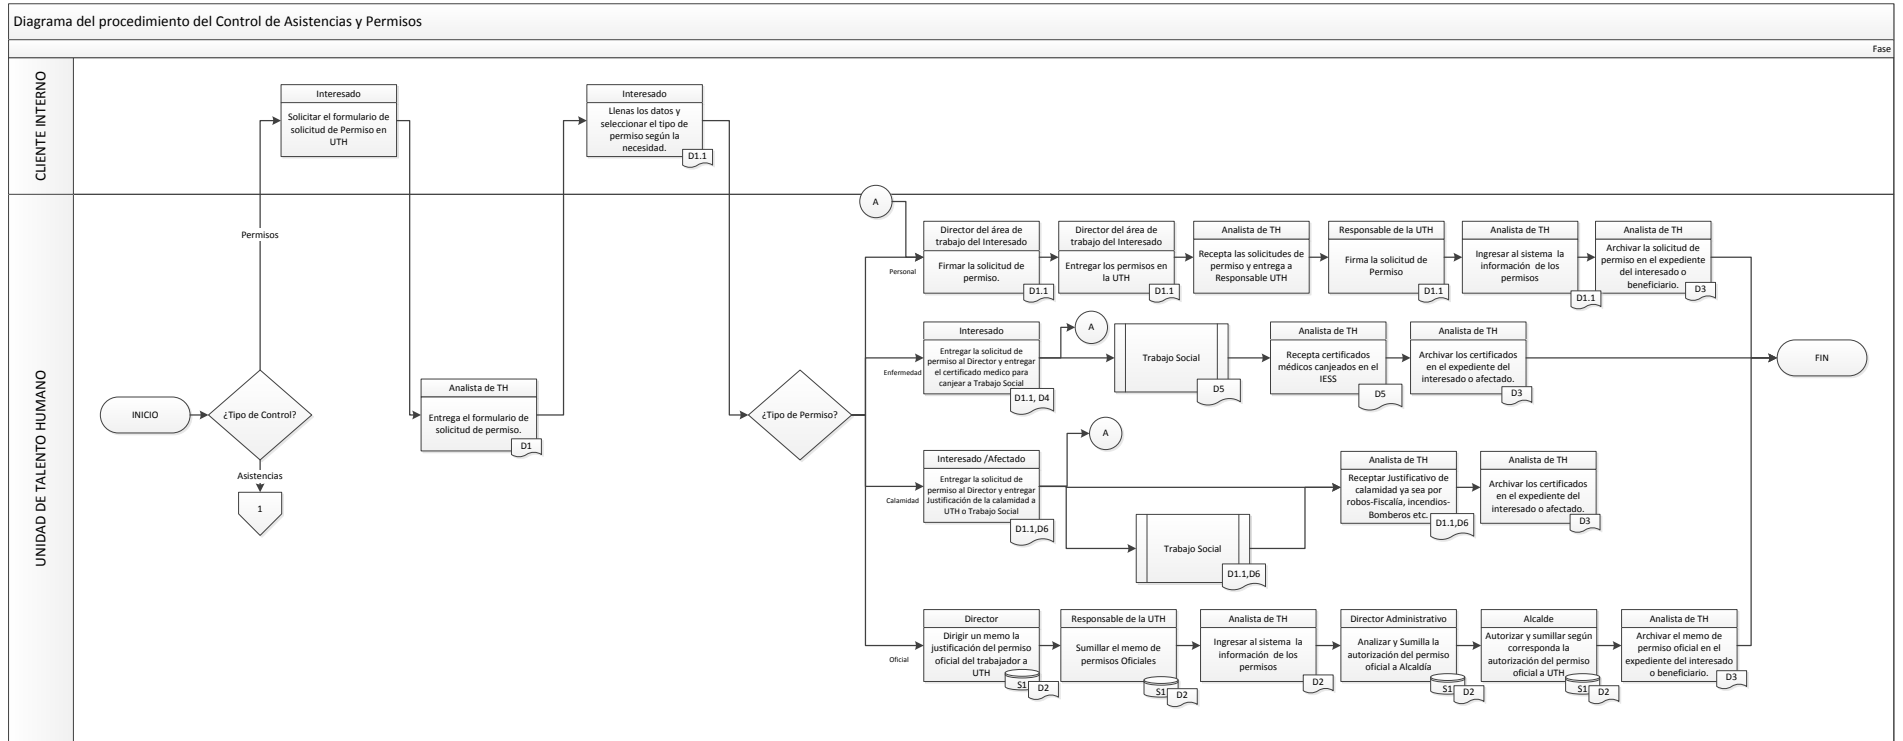 Diagrama del procedimiento del Control de Asistencias y Permisos
Fase
CLIENTE INTERNO
Interesado
Solicitar el formulario de
solicitud de Permiso en
UTH
Interesado
Llenas los datos y
seleccionar el tipo de
permiso según la
necesidad.
D1.1
UNIDAD DE TALENTO HUMANO
INICIO
¿Tipo de Control?
Permisos
Asistencias
1
Analista de TH
Entrega el formulario de
solicitud de permiso.
D1
¿Tipo de Permiso?
A
Personal
Director del área de
trabajo del Interesado
Firmar la solicitud de
permiso.
D1.1
Director del área de
trabajo del Interesado
Entregar los permisos en
la UTH
D1.1
Analista de TH
Recepta las solicitudes de
permiso y entrega a
Responsable UTH
Responsable de la UTH
Firma la solicitud de
Permiso
D1.1
Analista de TH
Ingresar al sistema la
información de los
permisos
D1.1
Analista de TH
Archivar la solicitud de
permiso en el expediente
del interesado o
beneficiario.
D3
Enfermedad
Interesado
Entregar la solicitud de
permiso al Director y entregar
el certificado medico para
canjear a Trabajo Social
D1.1, D4
A
Trabajo Social
D5
Analista de TH
Recepta certificados
médicos canjeados en el
IESS
D5
Analista de TH
Archivar los certificados
en el expediente del
interesado o afectado.
D3
FIN
Calamidad
Interesado /Afectado
Entregar la solicitud de
permiso al Director y entregar
Justificación de la calamidad a
UTH o Trabajo Social
D1.1,D6
A
Trabajo Social
D1.1,D6
Analista de TH
Receptar Justificativo de
calamidad ya sea por
robos-Fiscalía, incendios-
Bomberos etc.
D1.1,D6
Analista de TH
Archivar los certificados
en el expediente del
interesado o afectado.
D3
Oficial
Director
Dirigir un memo la
justificación del permiso
oficial del trabajador a
UTH
S1
D2
Responsable de la UTH
Sumillar el memo de
permisos Oficiales
S1
D2
Analista de TH
Ingresar al sistema la
información de los
permisos
D2
Director Administrativo
Analizar y Sumilla la
autorización del permiso
oficial a Alcaldía
S1
D2
Alcalde
Autorizar y sumillar según
corresponda la
autorización del permiso
oficial a UTH
S1
D2
Analista de TH
Archivar el memo de
permiso oficial en el
expediente del interesado
o beneficiario.
D3